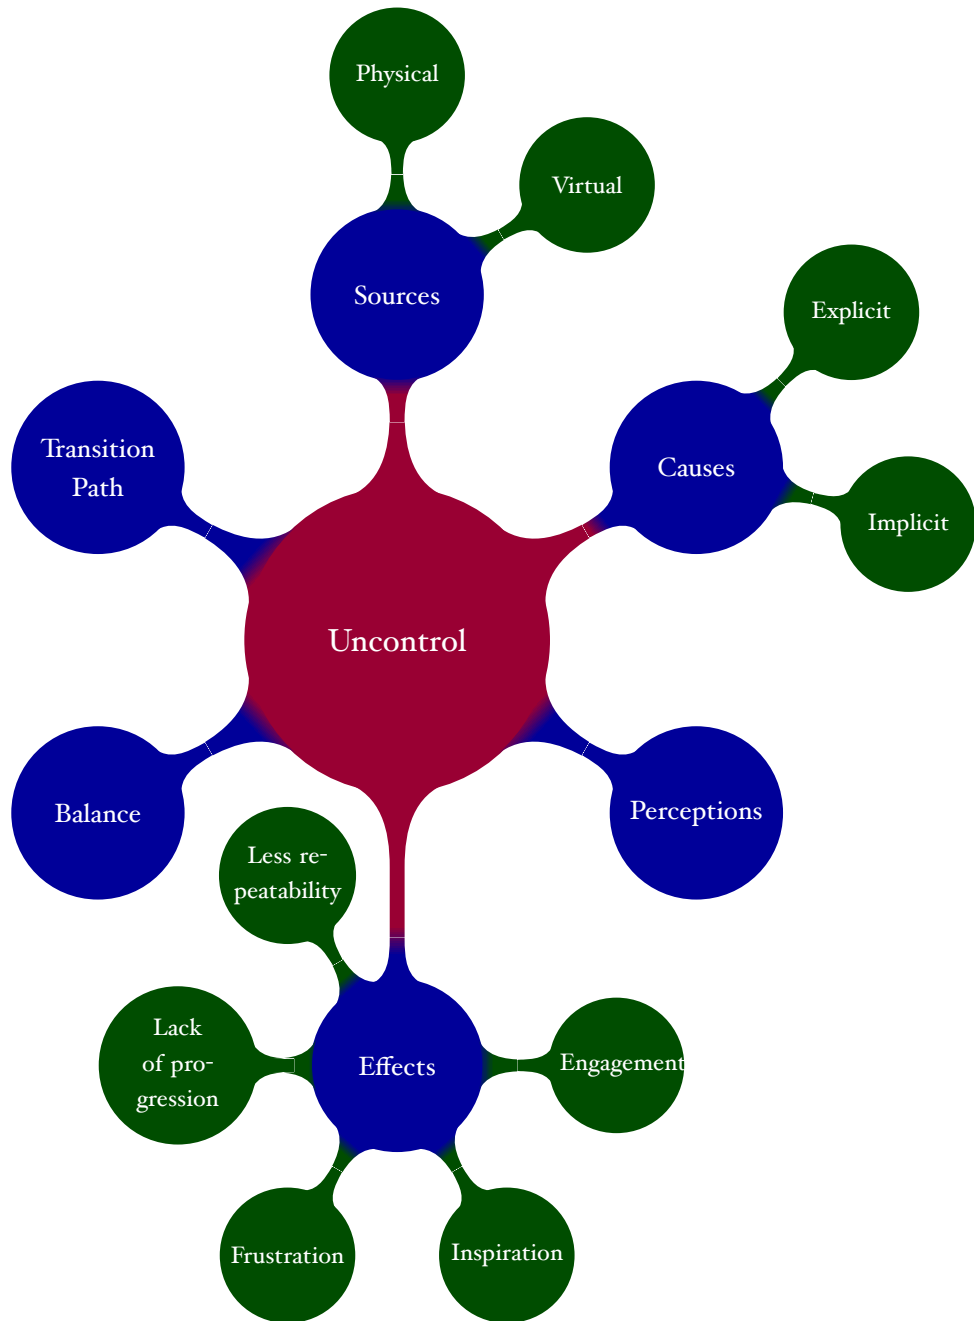 Physical
Virtual
Sources
Explicit
Transition
Path
Causes
Implicit
Uncontrol
Balance
Perceptions
Less re-
peatability
Lack
of pro-
gression
Effects
Engagement
Frustration
Inspiration